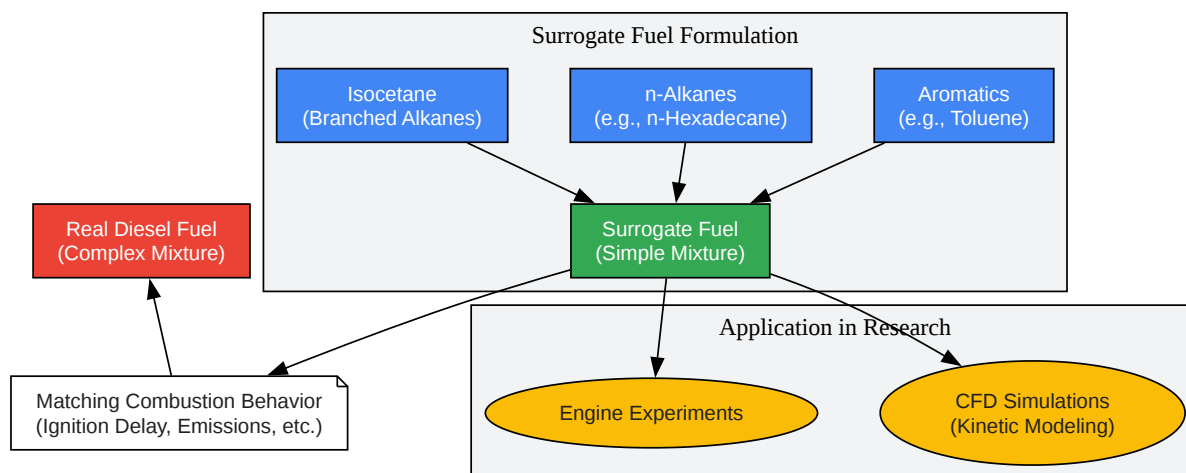 Surrogate Fuel Formulation
Isocetane
(Branched Alkanes)
n-Alkanes
(e.g., n-Hexadecane)
Aromatics
(e.g., Toluene)
Real Diesel Fuel
(Complex Mixture)
Surrogate Fuel
(Simple Mixture)
Application in Research
Matching Combustion Behavior
(Ignition Delay, Emissions, etc.)
Engine Experiments
CFD Simulations
(Kinetic Modeling)